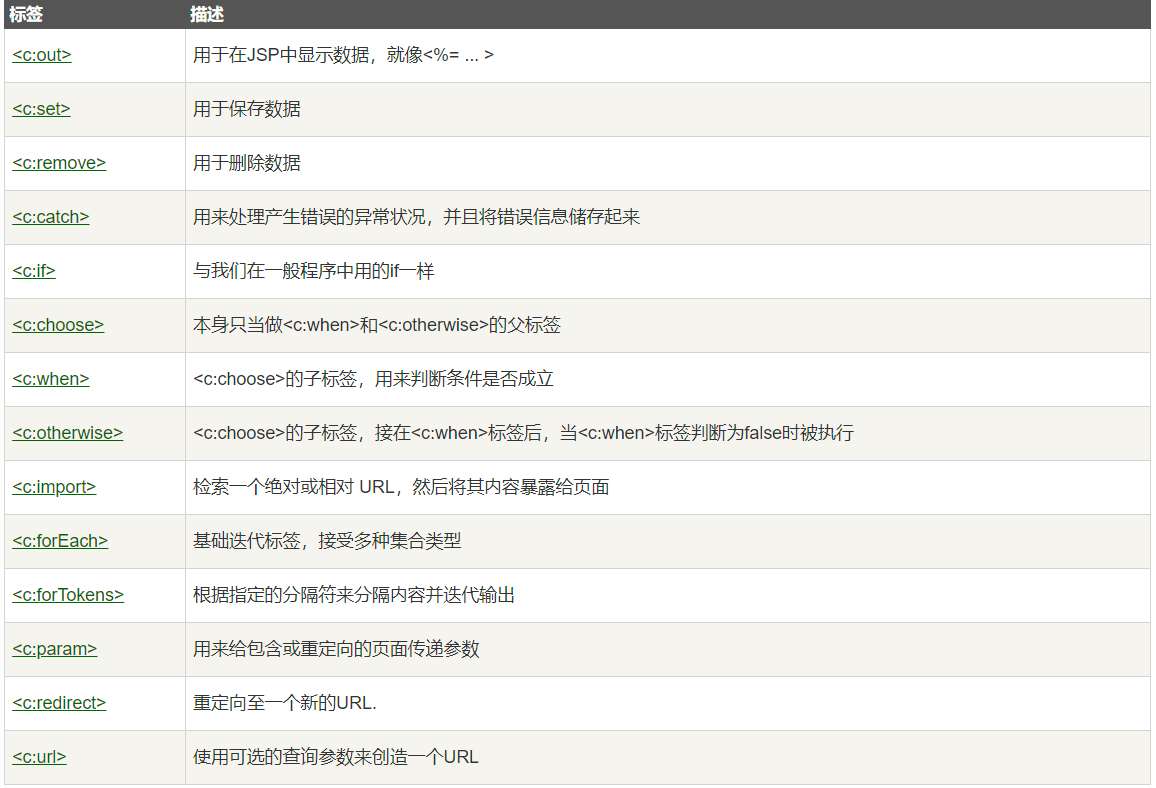 标签 描述
<c:out> 用于在JSP中显示数据，就像<%= ... >
<c:set> 用于保存数据
<c:remove> 用于删除数据
<c:catch> 用来处理产生错误的异常状况，并且将错误信息储存起来
<c:if> 与我们在一般程序中用的if一样
<c:choose> 本身只当做<c:when>和<c:otherwise>的父标签
<c:when> <c:choose>的子标签，用来判断条件是否成立
<c:otherwise> <c:choose>的子标签，接在<c:when>标签后，当<c:when>标签判断为false时被执行
<c:import> 检索一个绝对或相对 URL，然后将其内容暴露给页面
<c:forEach> 基础迭代标签，接受多种集合类型
<c:forTokens> 根据指定的分隔符来分隔内容并迭代输出
<c:param> 用来给包含或重定向的页面传递参数
<c:redirect> 重定向至一个新的URL.
<c:url> 使用可选的查询参数来创造一个URL